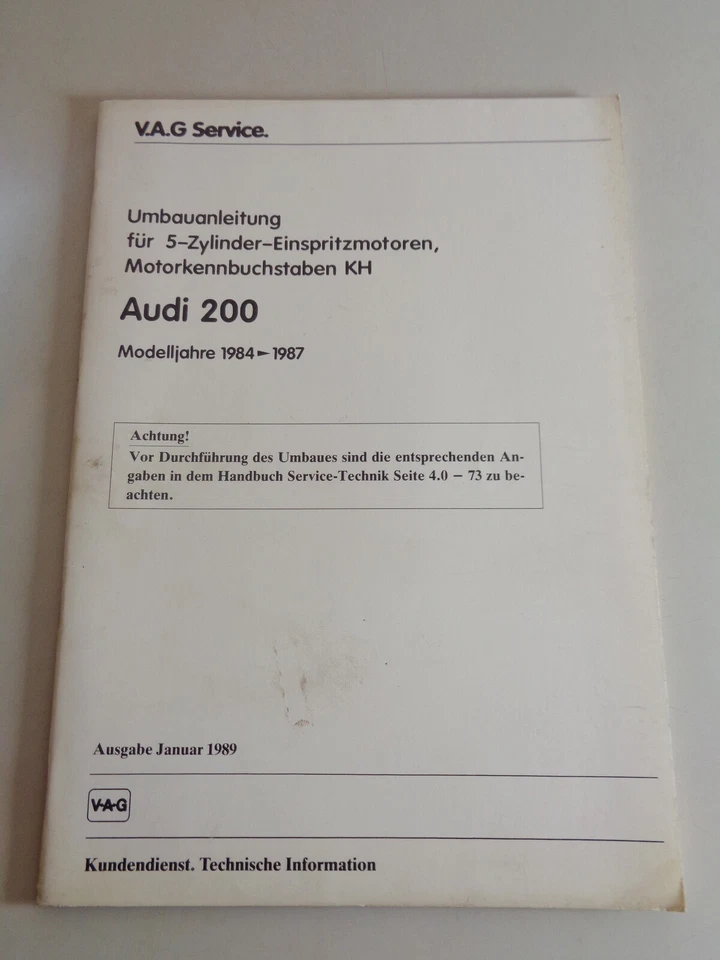 V.A.G Service.
Umbauanleitung
für 5-Zylinder-Einspritzmotoren,
Motorkennbuchstaben KH
Audi 200
Modelljahre 1984 ► 1987
Achtung!
Vor Durchführung des Umbaues sind die entsprechenden An-
gaben in dem Handbuch Service-Technik Seite 4.0 – 73 zu be-
achten.
Ausgabe Januar 1989
V·A·G
Kundendienst. Technische Information